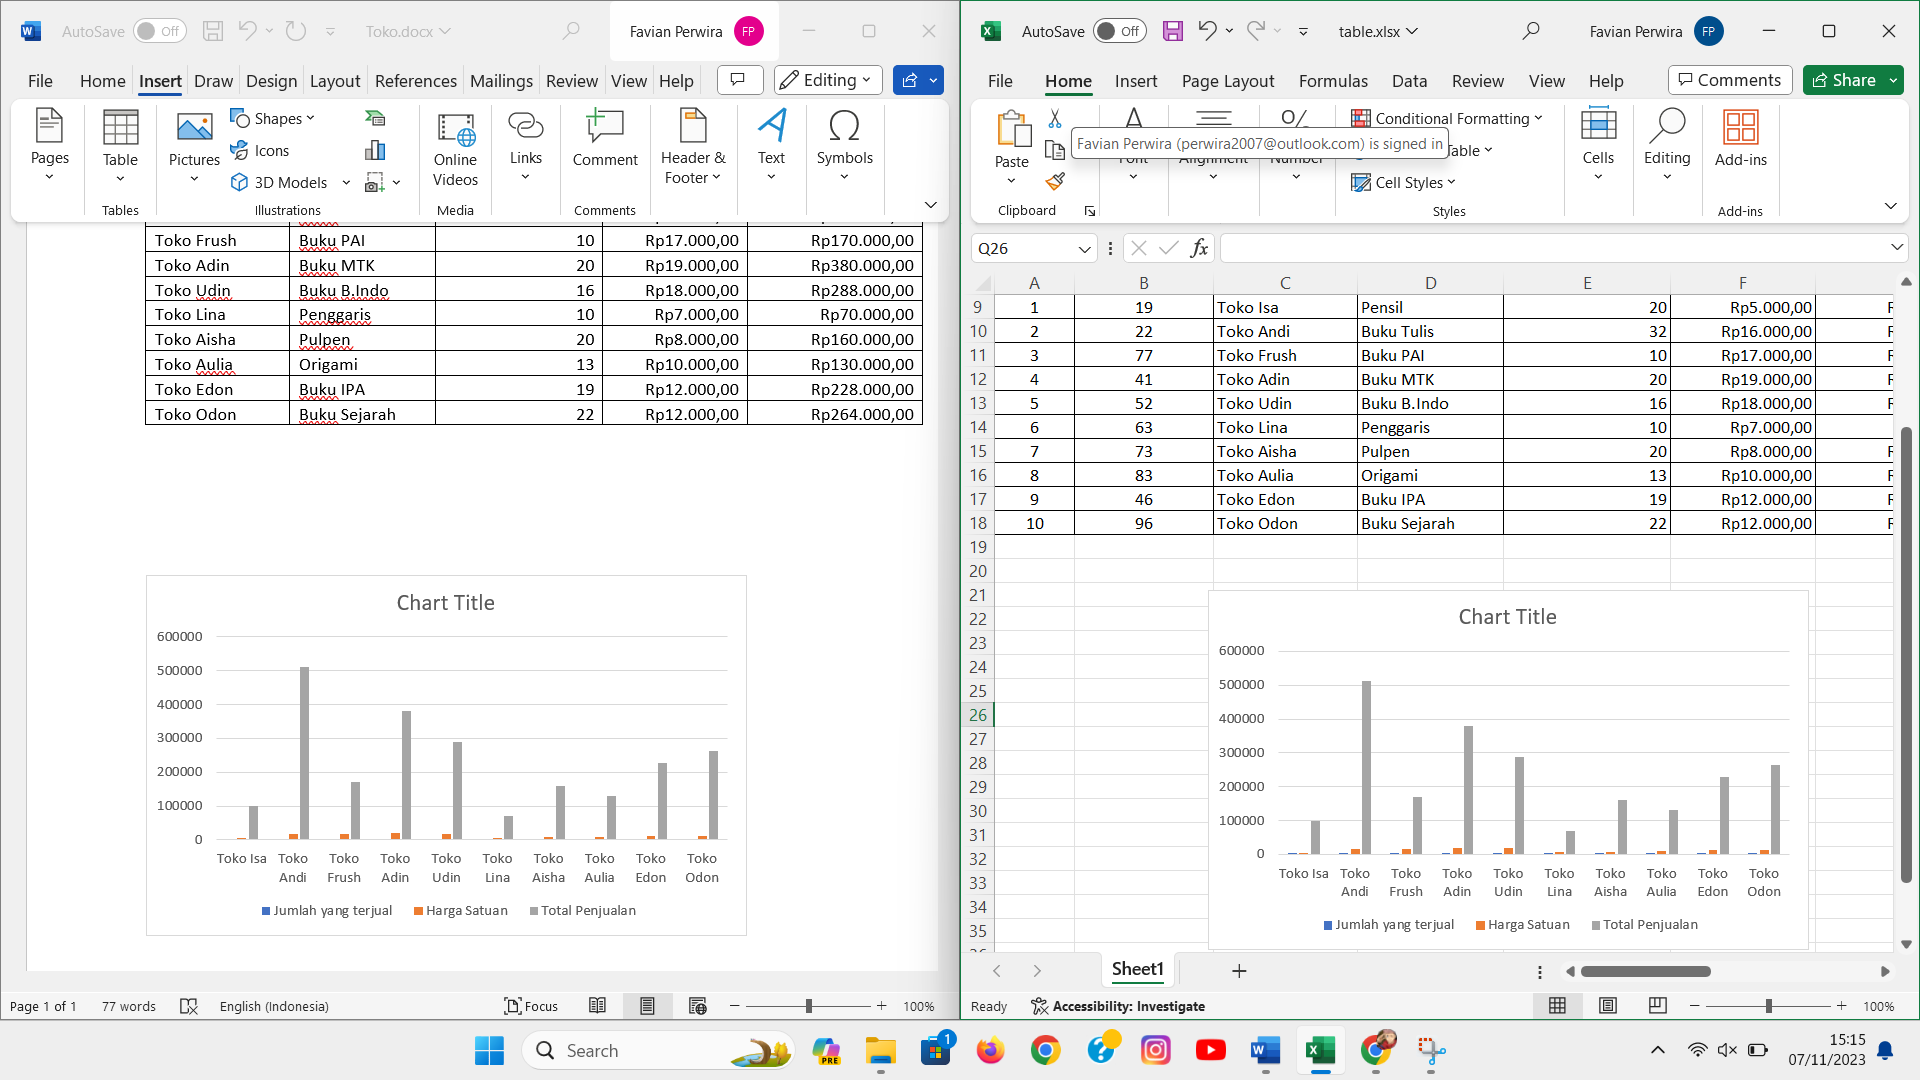 AutoSave Off
Toko.docx
Favian Perwira FP
File Home Insert Draw Design Layout References Mailings Review View Help
Editing
Pages
Table
Pictures
Shapes
Icons
3D Models
Online Videos
Links
Comment
Header & Footer
Text
Symbols
Tables
Illustrations
Media
Comments
Toko Frush Buku PAI 10 Rp17.000,00 Rp170.000,00
Toko Adin Buku MTK 20 Rp19.000,00 Rp380.000,00
Toko Udin Buku B.Indo 16 Rp18.000,00 Rp288.000,00
Toko Lina Penggaris 10 Rp7.000,00 Rp70.000,00
Toko Aisha Pulpen 20 Rp8.000,00 Rp160.000,00
Toko Aulia Origami 13 Rp10.000,00 Rp130.000,00
Toko Edon Buku IPA 19 Rp12.000,00 Rp228.000,00
Toko Odon Buku Sejarah 22 Rp12.000,00 Rp264.000,00
Chart Title
600000
500000
400000
300000
200000
100000
0
Toko Isa Toko Andi Toko Frush Toko Adin Toko Udin Toko Lina Toko Aisha Toko Aulia Toko Edon Toko Odon
Jumlah yang terjual Harga Satuan Total Penjualan
Page 1 of 1 77 words English (Indonesia) Focus 100%
AutoSave Off
table.xlsx
Favian Perwira FP
File Home Insert Page Layout Formulas Data Review View Help
Comments Share
Paste
Font
Alignment
Number
Favian Perwira (perwira2007@outlook.com) is signed in
Conditional Formatting
Table
Cell Styles
Cells
Editing
Add-ins
Clipboard
Styles
Add-ins
Q26 fx
A B C D E F
9 1 19 Toko Isa Pensil 20 Rp5.000,00 R
10 2 22 Toko Andi Buku Tulis 32 Rp16.000,00 R
11 3 77 Toko Frush Buku PAI 10 Rp17.000,00 R
12 4 41 Toko Adin Buku MTK 20 Rp19.000,00 R
13 5 52 Toko Udin Buku B.Indo 16 Rp18.000,00 R
14 6 63 Toko Lina Penggaris 10 Rp7.000,00
15 7 73 Toko Aisha Pulpen 20 Rp8.000,00 R
16 8 83 Toko Aulia Origami 13 Rp10.000,00 R
17 9 46 Toko Edon Buku IPA 19 Rp12.000,00 R
18 10 96 Toko Odon Buku Sejarah 22 Rp12.000,00 R
19
20
21
22
23
24
25
26
27
28
29
30
31
32
33
34
35
Chart Title
600000
500000
400000
300000
200000
100000
0
Toko Isa Toko Andi Toko Frush Toko Adin Toko Udin Toko Lina Toko Aisha Toko Aulia Toko Edon Toko Odon
Jumlah yang terjual Harga Satuan Total Penjualan
Sheet1
Ready Accessibility: Investigate 100%
Search
PRE
1
15:15
07/11/2023